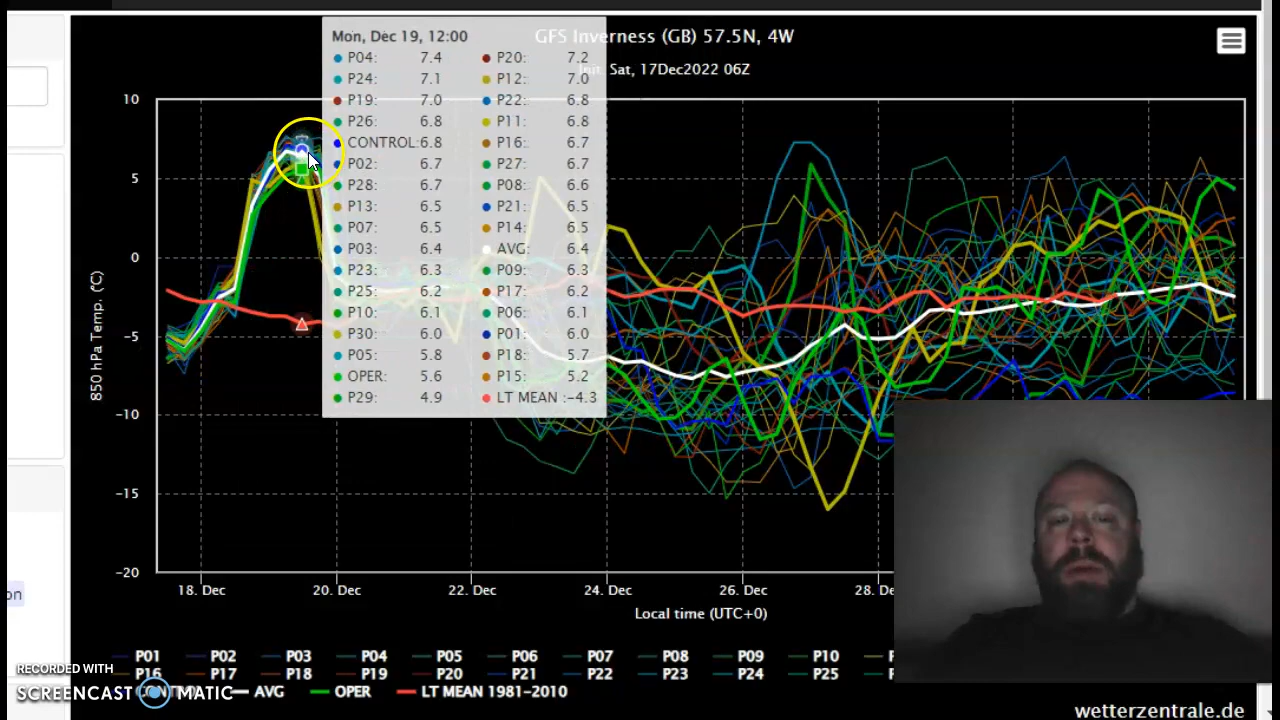 GFS Inverness (GB) 57.5N, 4W
Init: Sat, 17Dec2022 06Z
Mon, Dec 19, 12:00
P04: 7.4 P20: 7.2
P24: 7.1 P12: 7.0
P19: 7.0 P22: 6.8
P26: 6.8 P11: 6.8
CONTROL: 6.8 P16: 6.7
P02: 6.7 P27: 6.7
P28: 6.7 P08: 6.6
P13: 6.5 P21: 6.5
P07: 6.5 P14: 6.5
P03: 6.4 AVG: 6.4
P23: 6.3 P09: 6.3
P25: 6.2 P17: 6.2
P10: 6.1 P06: 6.1
P30: 6.0 P01: 6.0
P05: 5.8 P18: 5.7
OPER: 5.6 P15: 5.2
P29: 4.9 LT MEAN :−4.3
10
5
0
−5
−10
−15
−20
850 hPa Temp. (°C)
18. Dec 20. Dec 22. Dec 24. Dec 26. Dec 28.
Local time (UTC+0)
on
P01 P02 P03 P04 P05 P06 P07 P08 P09 P10
P16 P17 P18 P19 P20 P21 P22 P23 P24 P25
AVG OPER LT MEAN 1981-2010
RECORDED WITH
SCREENCAST MATIC
wetterzentrale.de